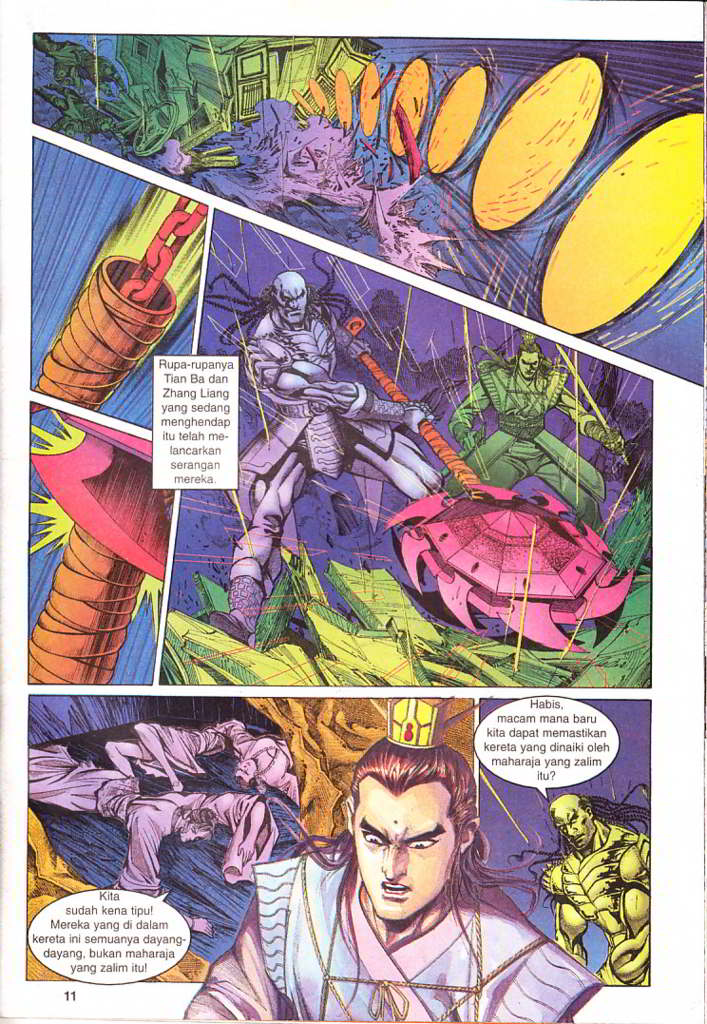 Rupa-rupanya
Tian Ba dan
Zhang Liang
yang sedang
menghendap
itu telah me-
lancarkan
serangan
mereka.
Habis,
macam mana baru
kita dapat memastikan
kereta yang dinaiki oleh
maharaja yang zalim
itu?
Kita
sudah kena tipu!
Mereka yang di dalam
kereta ini semuanya dayang-
dayang, bukan maharaja
yang zalim itu!
11